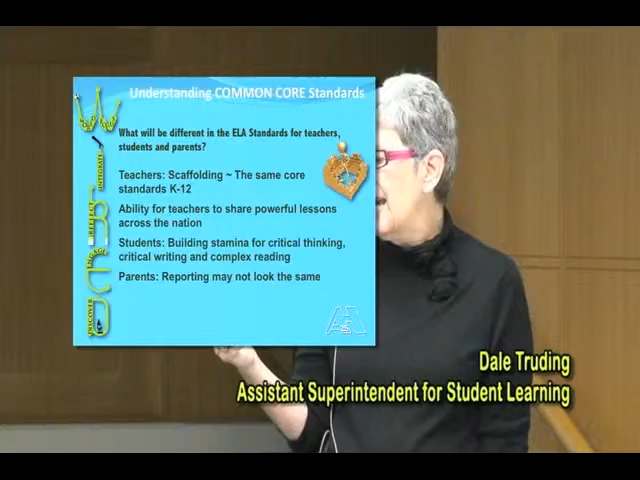 Understanding COMMON CORE Standards
What will be different in the ELA Standards for teachers,
students and parents?
Teachers: Scaffolding ~ The same core
standards K-12
Ability for teachers to share powerful lessons
across the nation
Students: Building stamina for critical thinking,
critical writing and complex reading
Parents: Reporting may not look the same
INTEGRATE
REFLECT
DISCOVER
Dale Truding
Assistant Superintendent for Student Learning